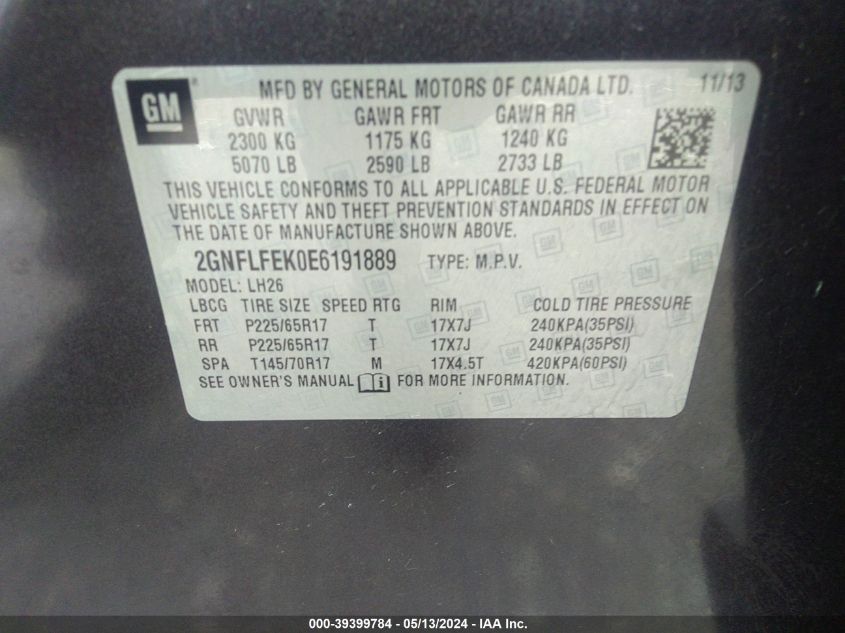 GM
MFD BY GENERAL MOTORS OF CANADA LTD. 11/13
GVWR GAWR FRT GAWR RR
2300 KG 1175 KG 1240 KG
5070 LB 2590 LB 2733 LB
THIS VEHICLE CONFORMS TO ALL APPLICABLE U.S. FEDERAL MOTOR
VEHICLE SAFETY AND THEFT PREVENTION STANDARDS IN EFFECT ON
THE DATE OF MANUFACTURE SHOWN ABOVE.
2GNFLFEK0E6191889 TYPE: M.P.V.
MODEL: LH26
LBCG TIRE SIZE SPEED RTG RIM COLD TIRE PRESSURE
FRT P225/65R17 T 17X7J 240KPA(35PSI)
RR P225/65R17 T 17X7J 240KPA(35PSI)
SPA T145/70R17 M 17X4.5T 420KPA(60PSI)
SEE OWNER'S MANUAL i FOR MORE INFORMATION.
000-39399784 - 05/13/2024 - IAA Inc.